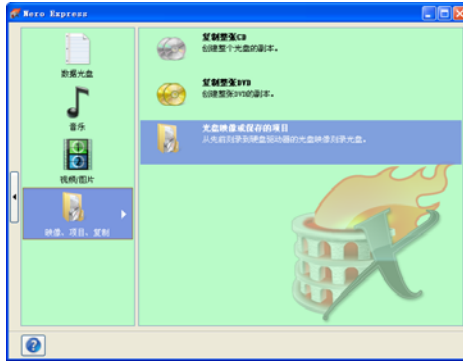 Nero Express
数据光盘
音乐
视频/图片
映像、项目、复制
复制整张CD
创建整个光盘的副本。
复制整张DVD
创建整张DVD的副本。
光盘映像或保存的项目
从先前刻录到硬盘驱动器的光盘映像刻录光盘。